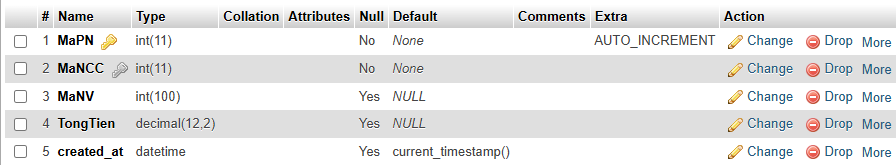 # Name Type Collation Attributes Null Default Comments Extra Action
1 MaPN int(11) No None AUTO_INCREMENT Change Drop More
2 MaNCC int(11) No None Change Drop More
3 MaNV int(100) Yes NULL Change Drop More
4 TongTien decimal(12,2) Yes NULL Change Drop More
5 created_at datetime Yes current_timestamp() Change Drop More